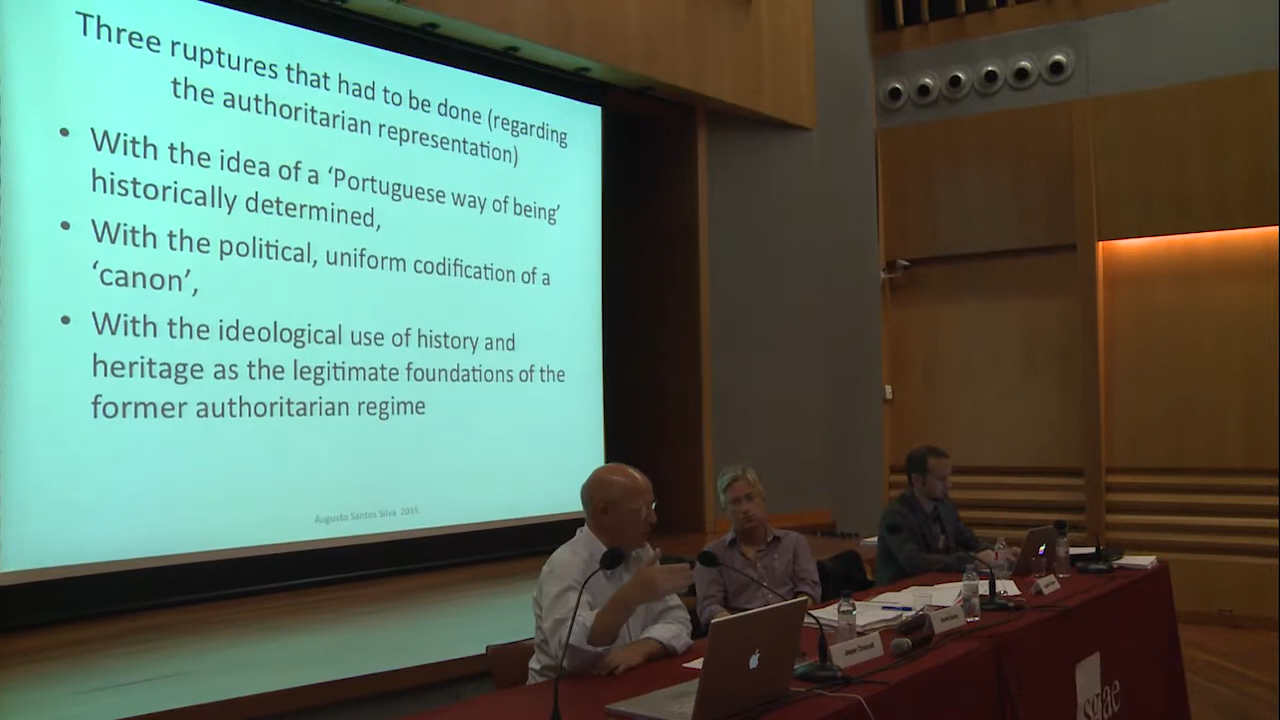 Three ruptures that had to be done (regarding
the authoritarian representation)
• With the idea of a ‘Portuguese way of being’
historically determined,
• With the political, uniform codification of a
‘canon’,
• With the ideological use of history and
heritage as the legitimate foundations of the
former authoritarian regime
Augusto Santos Silva 2015